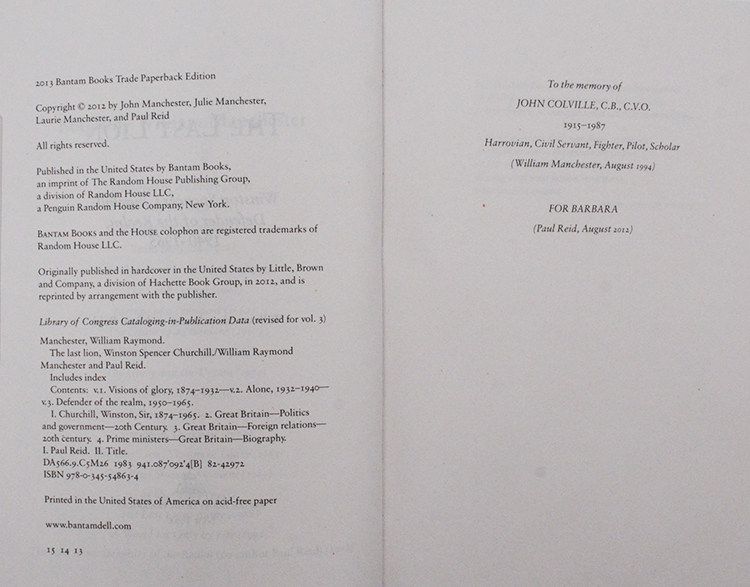 2013 Bantam Books Trade Paperback Edition
Copyright © 2012 by John Manchester, Julie Manchester,
Laurie Manchester, and Paul Reid
All rights reserved.
Published in the United States by Bantam Books,
an imprint of The Random House Publishing Group,
a division of Random House LLC,
a Penguin Random House Company, New York.
BANTAM BOOKS and the HOUSE colophon are registered trademarks of
Random House LLC.
Originally published in hardcover in the United States by Little, Brown
and Company, a division of Hachette Book Group, in 2012, and is
reprinted by arrangement with the publisher.
Library of Congress Cataloging-in-Publication Data (revised for vol. 3)
Manchester, William Raymond.
The last lion, Winston Spencer Churchill./William Raymond
Manchester and Paul Reid.
Includes index
Contents: v.1. Visions of glory, 1874–1932—v.2. Alone, 1932–1940—
v.3. Defender of the realm, 1950–1965.
1. Churchill, Winston, Sir, 1874–1965. 2. Great Britain—Politics
and government—20th Century. 3. Great Britain—Foreign relations—
20th century. 4. Prime ministers—Great Britain—Biography.
I. Paul Reid. II. Title.
DA566.9.C5M26 1983 941.087'092'4[B] 82-42972
ISBN 978-0-345-54863-4
Printed in the United States of America on acid-free paper
www.bantamdell.com
15 14 13
To the memory of
JOHN COLVILLE, C.B., C.V.O.
1915–1987
Harrovian, Civil Servant, Fighter, Pilot, Scholar
(William Manchester, August 1994)
FOR BARBARA
(Paul Reid, August 2012)